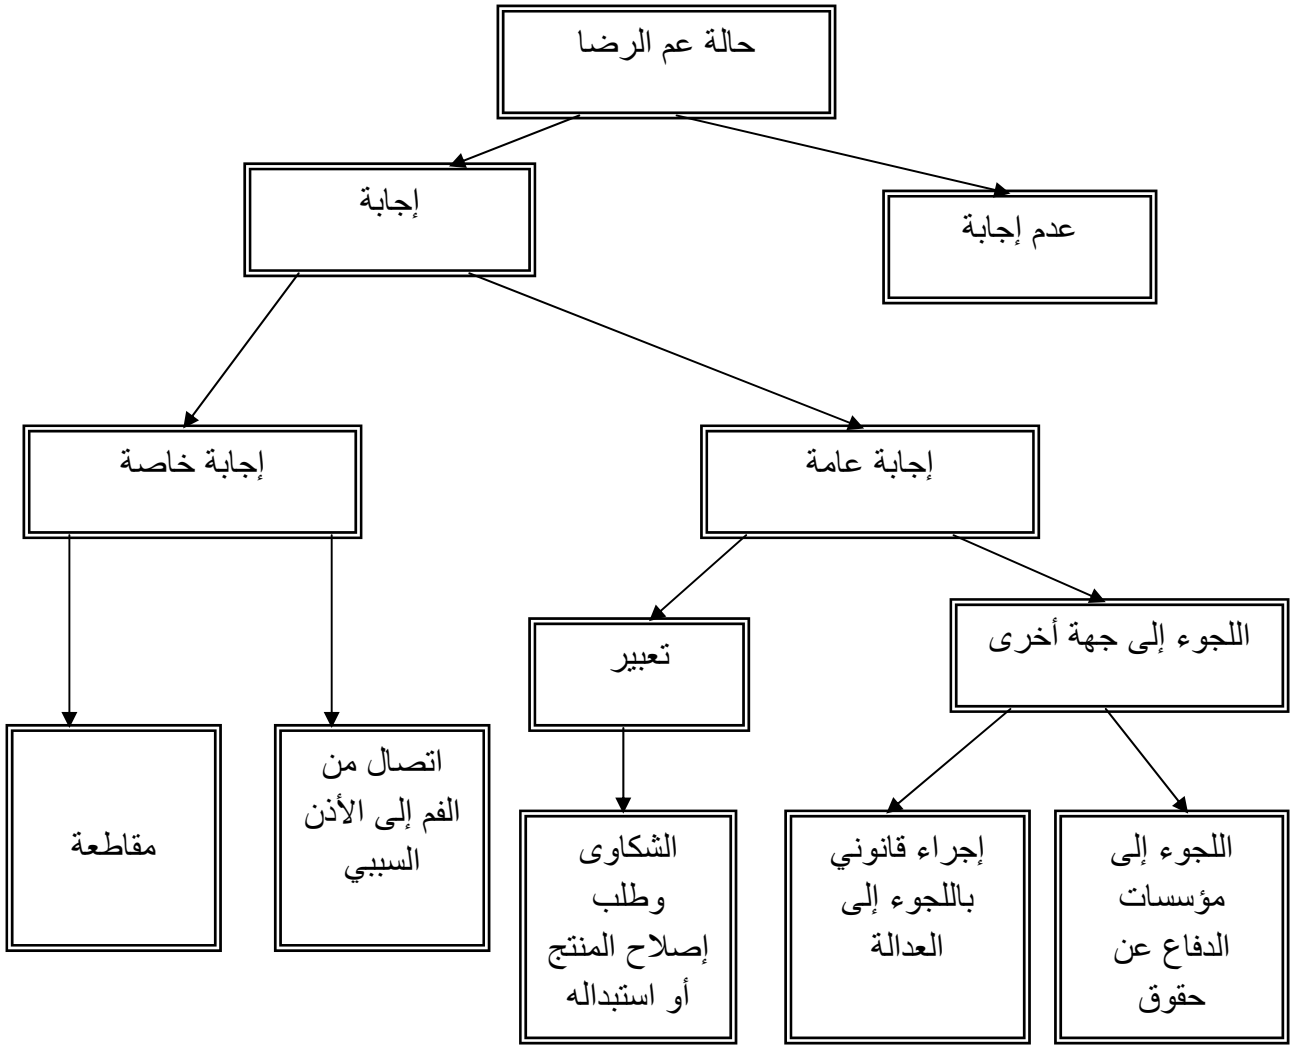 حالة عم الرضا
إجابة
عدم إجابة
إجابة خاصة
إجابة عامة
تعبير
اللجوء إلى جهة أخرى
مقاطعة
اتصال من
الفم إلى الأذن
السببي
الشكاوى
وطلب
إصلاح المنتج
أو استبداله
إجراء قانوني
باللجوء إلى
العدالة
اللجوء إلى
مؤسسات
الدفاع عن
حقوق